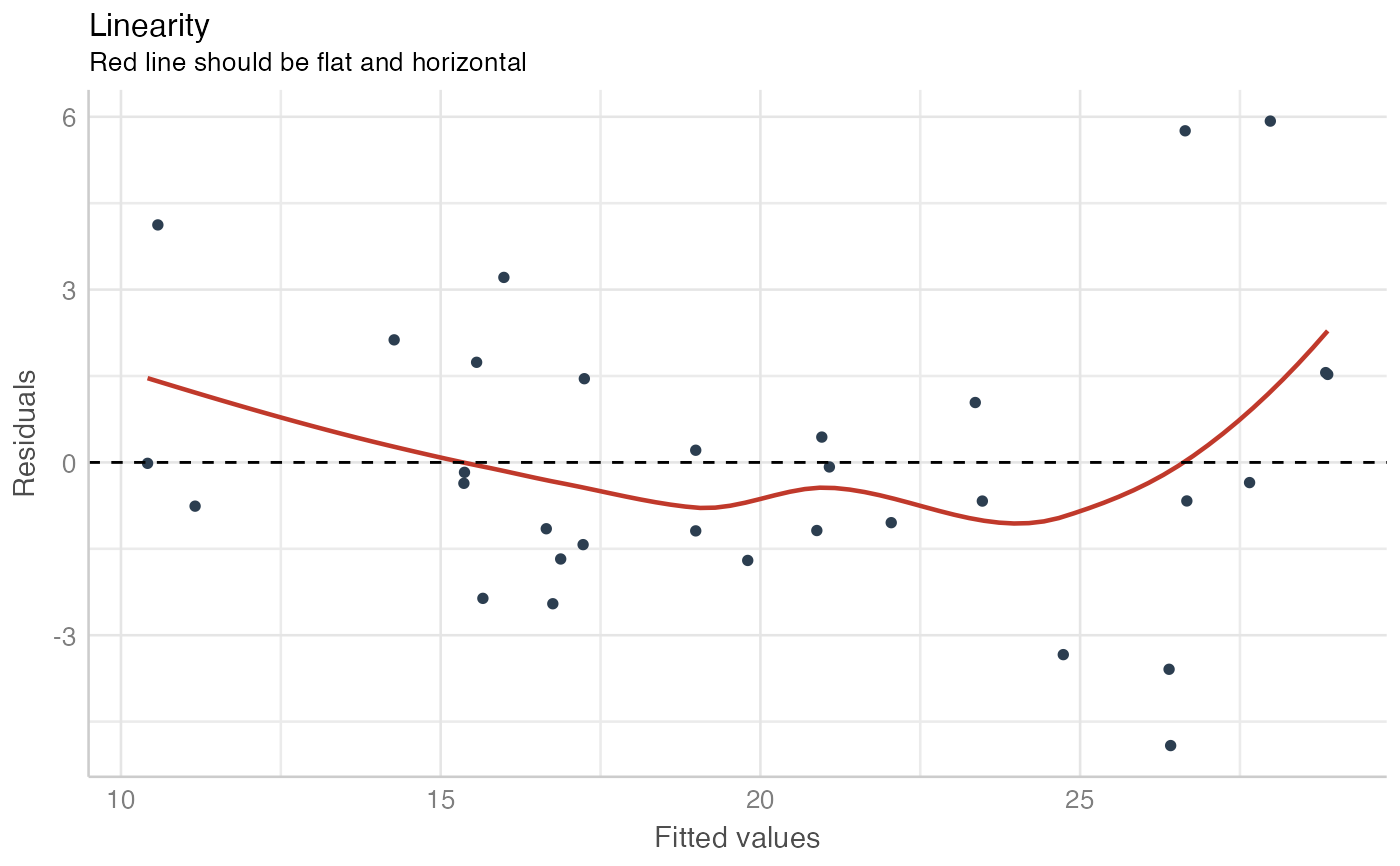 Linearity
Red line should be flat and horizontal
6
3
0
-3
Residuals
10 15 20 25
Fitted values